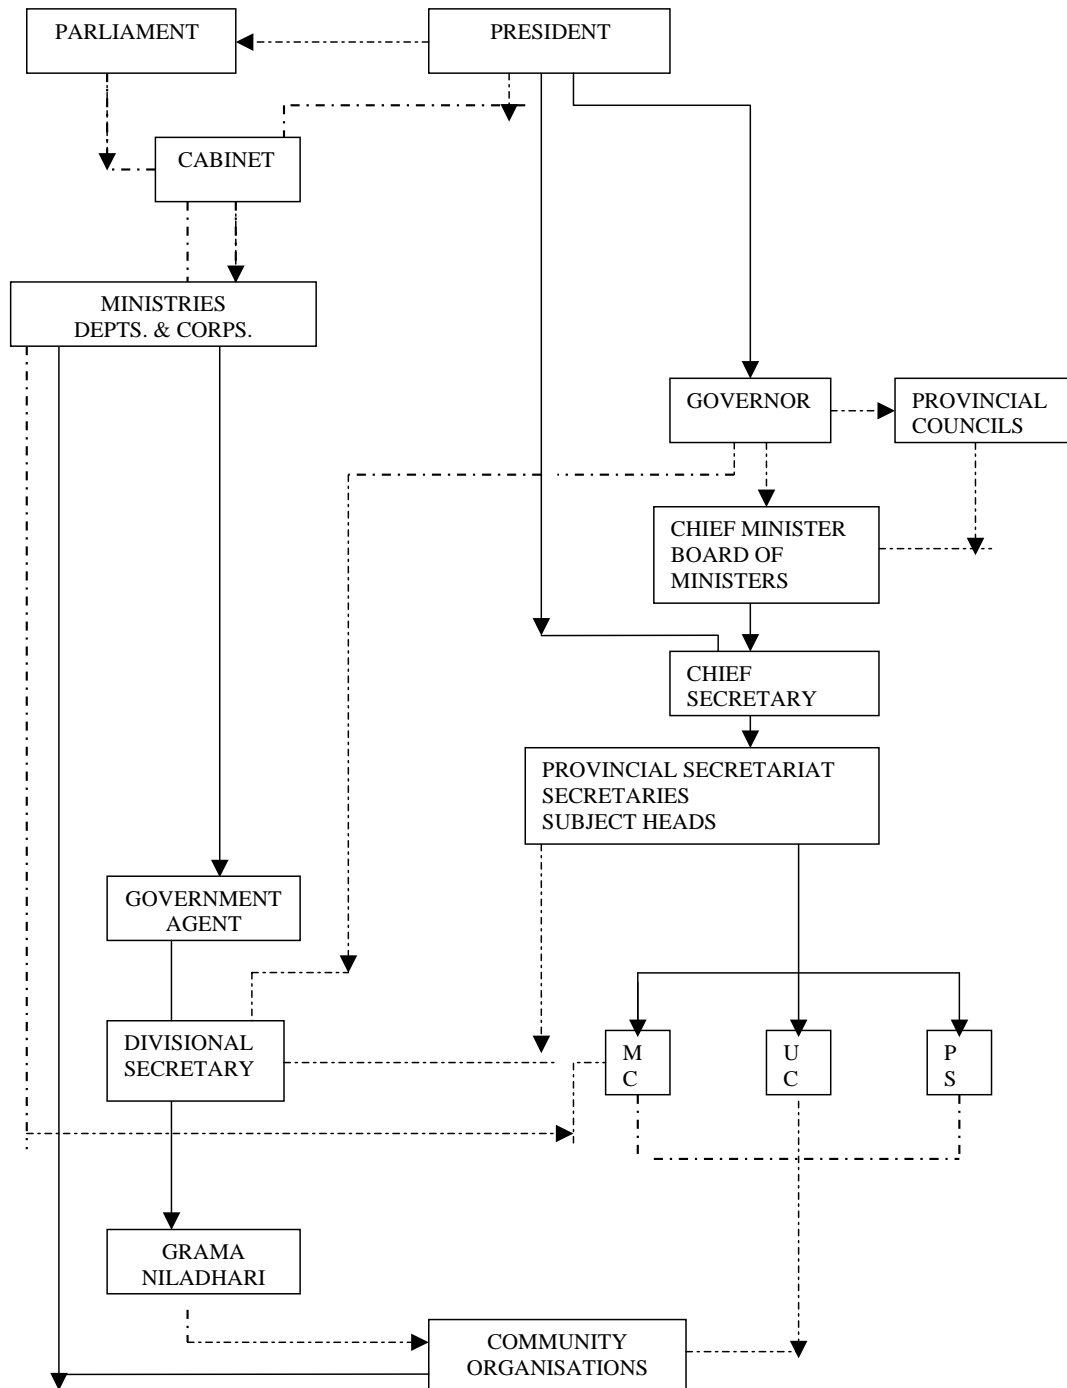 PARLIAMENT
PRESIDENT
CABINET
MINISTRIES
DEPTS. & CORPS.
GOVERNOR
PROVINCIAL
COUNCILS
CHIEF MINISTER
BOARD OF
MINISTERS
CHIEF
SECRETARY
PROVINCIAL SECRETARIAT
SECRETARIES
SUBJECT HEADS
GOVERNMENT
AGENT
DIVISIONAL
SECRETARY
M
C
U
C
P
S
GRAMA
NILADHARI
COMMUNITY
ORGANISATIONS